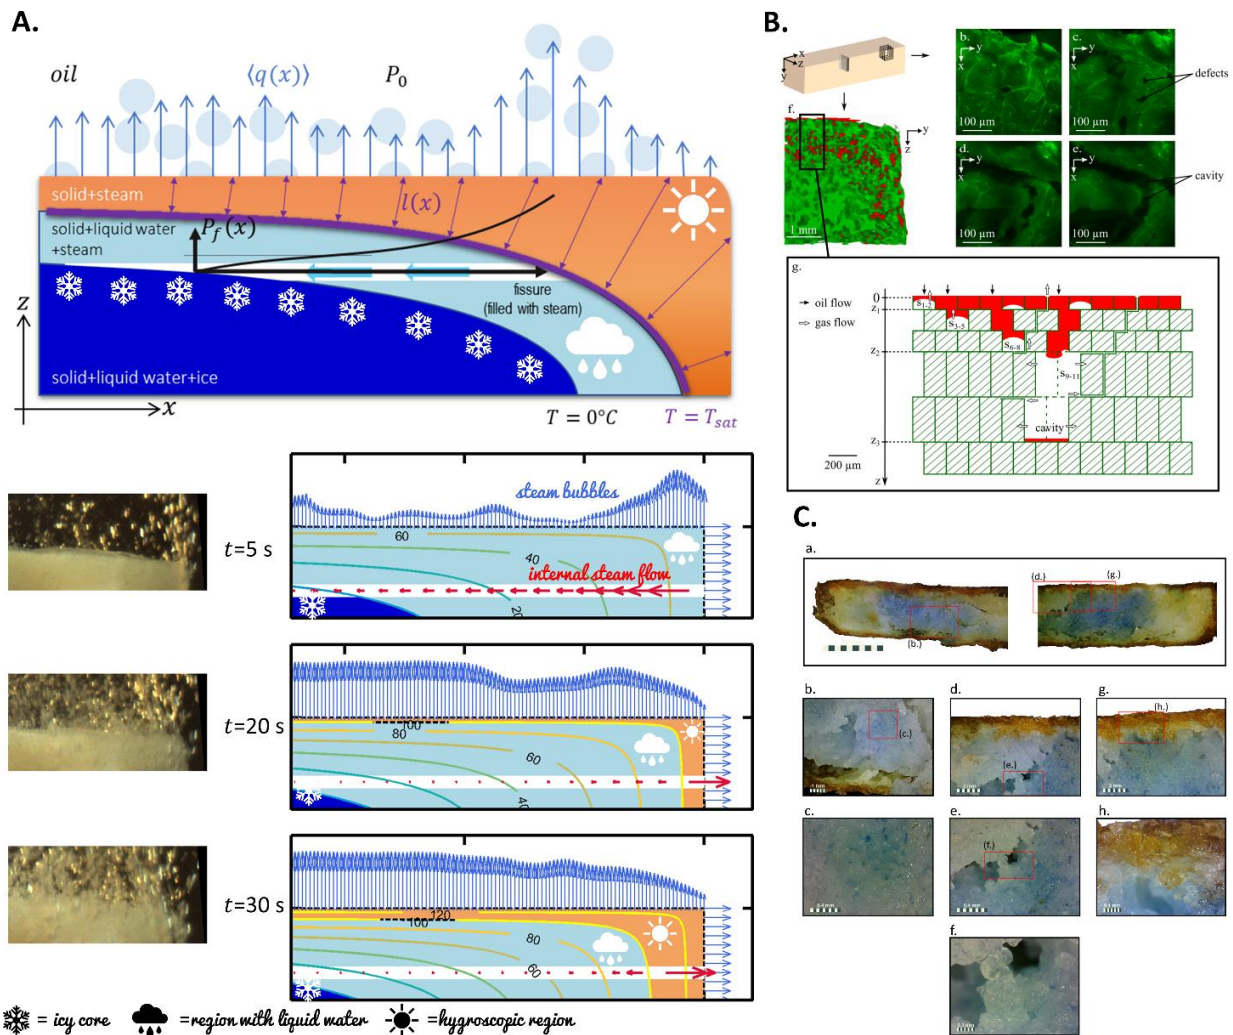 A.
oil
⟨q(x)⟩
P₀
solid+steam
l(x)
solid+liquid water
+steam
P_f(x)
fissure
(filled with steam)
z
solid+liquid water+ice
x
T = 0°C
T = T_sat
t=5 s
steam bubbles
60
40
internal steam flow
20
t=20 s
100
80
60
40
t=30 s
120
100
80
60
= icy core
=region with liquid water
=hygroscopic region
B.
x
z
y
b.
y
x
100 µm
c.
y
x
defects
100 µm
f.
y
z
1 mm
d.
y
x
100 µm
e.
y
x
cavity
100 µm
g.
oil flow
gas flow
0
z₁
z₂
z₃
z
s₁₋₂
s₃₋₅
s₆₋₈
s₉₋₁₁
cavity
200 µm
C.
a.
(b.)
(d.)
(g.)
b.
(c.)
d.
(e.)
g.
(h.)
c.
e.
(f.)
h.
f.